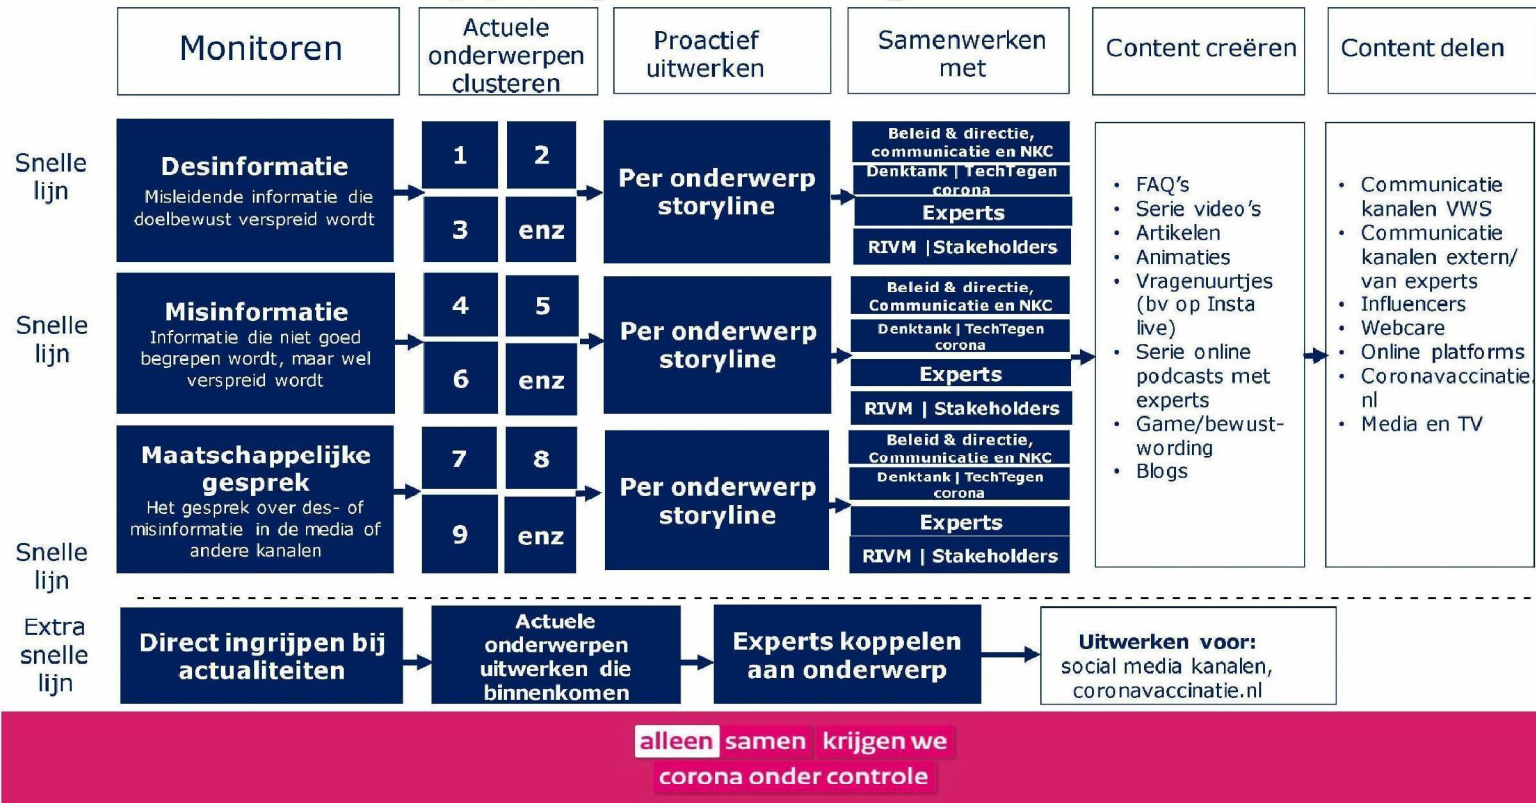 Monitoren
Actuele
onderwerpen
clusteren
Proactief
uitwerken
Samenwerken
met
Content creëren
Content delen
Snelle
lijn
Desinformatie
Misleidende informatie die
doelbewust verspreid wordt
1
2
3
enz
Per onderwerp
storyline
Beleid & directie,
communicatie en NKC
Denktank | TechTegen
corona
Experts
RIVM |Stakeholders
Snelle
lijn
Misinformatie
Informatie die niet goed
begrepen wordt, maar wel
verspreid wordt
4
5
6
enz
Per onderwerp
storyline
Beleid & directie,
Communicatie en NKC
Denktank | TechTegen
corona
Experts
RIVM | Stakeholders
Snelle
lijn
Maatschappelijke
gesprek
Het gesprek over des- of
misinformatie in de media of
andere kanalen
7
8
9
enz
Per onderwerp
storyline
Beleid & directie,
Communicatie en NKC
Denktank | TechTegen
corona
Experts
RIVM | Stakeholders
• FAQ's
• Serie video's
• Artikelen
• Animaties
• Vragenuurtjes
(bv op Insta
live)
• Serie online
podcasts met
experts
• Game/bewust-
wording
• Blogs
• Communicatie
kanalen VWS
• Communicatie
kanalen extern/
van experts
• Influencers
• Webcare
• Online platforms
• Coronavaccinatie.
nl
• Media en TV
Extra
snelle
lijn
Direct ingrijpen bij
actualiteiten
Actuele
onderwerpen
uitwerken die
binnenkomen
Experts koppelen
aan onderwerp
Uitwerken voor:
social media kanalen,
coronavaccinatie.nl
alleen samen krijgen we
corona onder controle